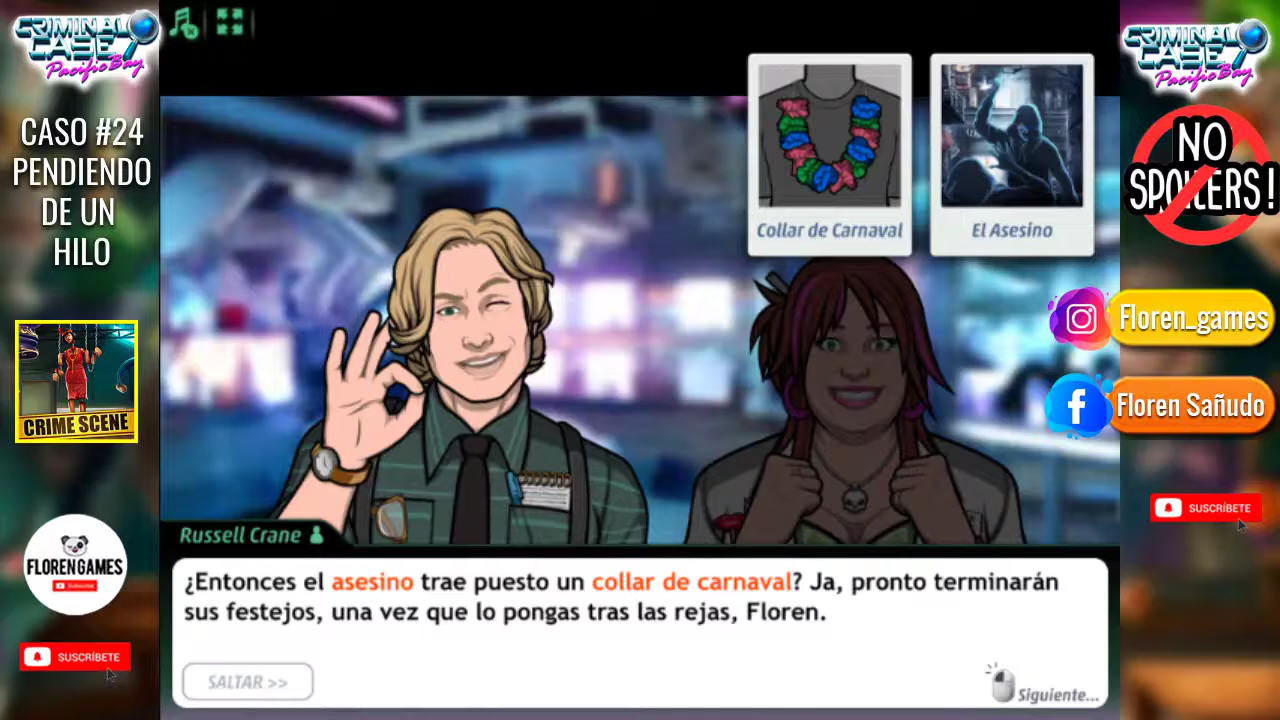 CRIMINAL
CASE
Pacific Bay
CASO #24
PENDIENDO
DE UN
HILO
CRIME SCENE
FLOREN GAMES
SUSCRÍBETE
Collar de Carnaval
El Asesino
Russell Crane
¿Entonces el asesino trae puesto un collar de carnaval? Ja, pronto terminarán
sus festejos, una vez que lo pongas tras las rejas, Floren.
SALTAR >>
Siguiente...
CRIMINAL
CASE
Pacific Bay
NO
SPOILERS!
Floren_games
Floren Sañudo
SUSCRÍBETE